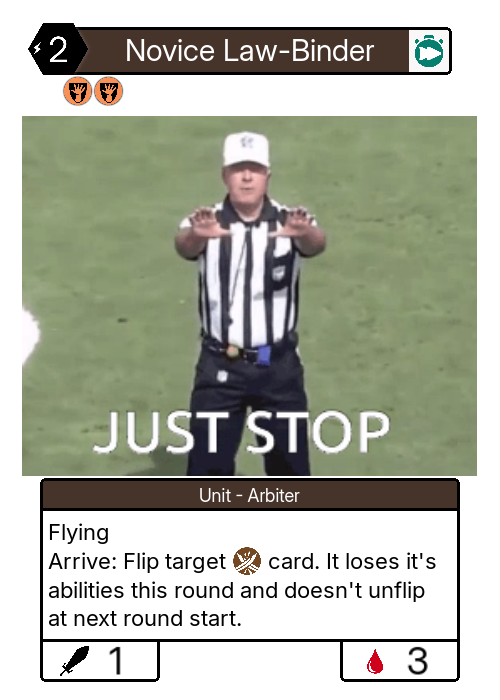 2 Novice Law-Binder
JUST STOP
Unit - Arbiter
Flying
Arrive: Flip target card. It loses it's
abilities this round and doesn't unflip
at next round start.
1 3